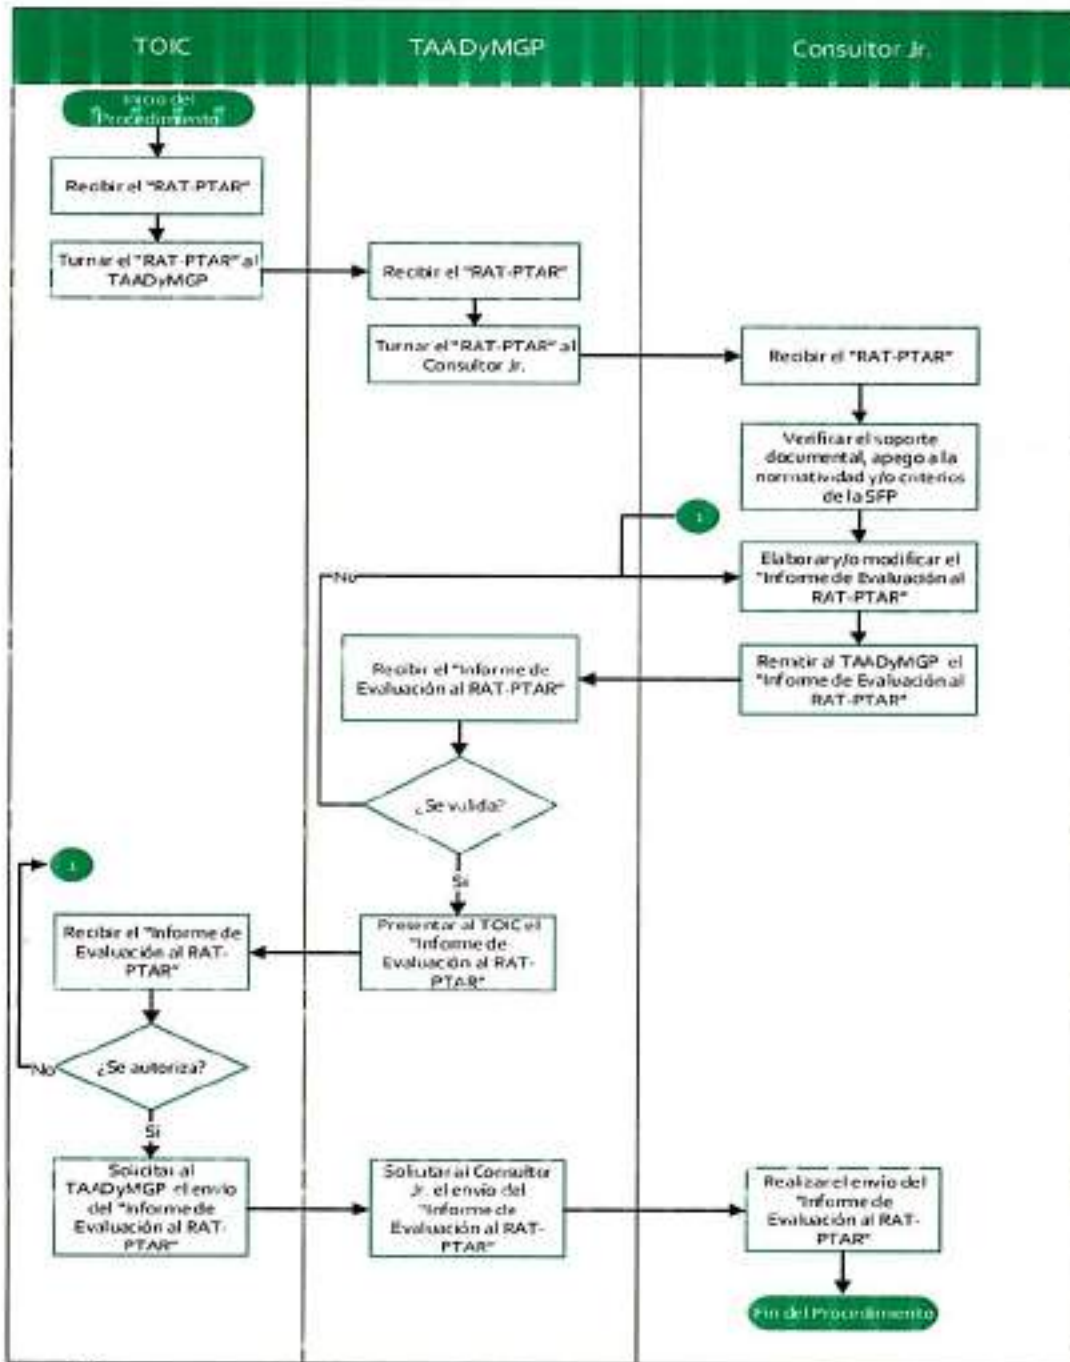 TOIC
TAADyMGP
Consultor Jr.
Inicio del
Procedimiento
Recibir el "RAT-PTAR"
Turnar el "RAT-PTAR" al
TAADyMGP
Recibir el "RAT-PTAR"
Turnar el "RAT-PTAR" al
Consultor Jr.
Recibir el "RAT-PTAR"
Verificar el soporte
documental, apego a la
normatividad y/o criterios
de la SFP
1
Elaborar y/o modificar el
"Informe de Evaluación al
RAT-PTAR"
No
Remitir al TAADyMGP el
"Informe de Evaluación al
RAT-PTAR"
Recibir el "Informe de
Evaluación al RAT-PTAR"
¿Se valida?
Si
1
Presentar al TOIC el
"Informe de
Evaluación al RAT-
PTAR"
Recibir el "Informe de
Evaluación al RAT-
PTAR"
¿Se autoriza?
No
Si
Solicitar al
TAADyMGP el envío
del "Informe de
Evaluación al RAT-
PTAR"
Solicitar al Consultor
Jr. el envío del
"Informe de
Evaluación al RAT-
PTAR"
Realizar el envío del
"Informe de
Evaluación al RAT-
PTAR"
Fin del Procedimiento